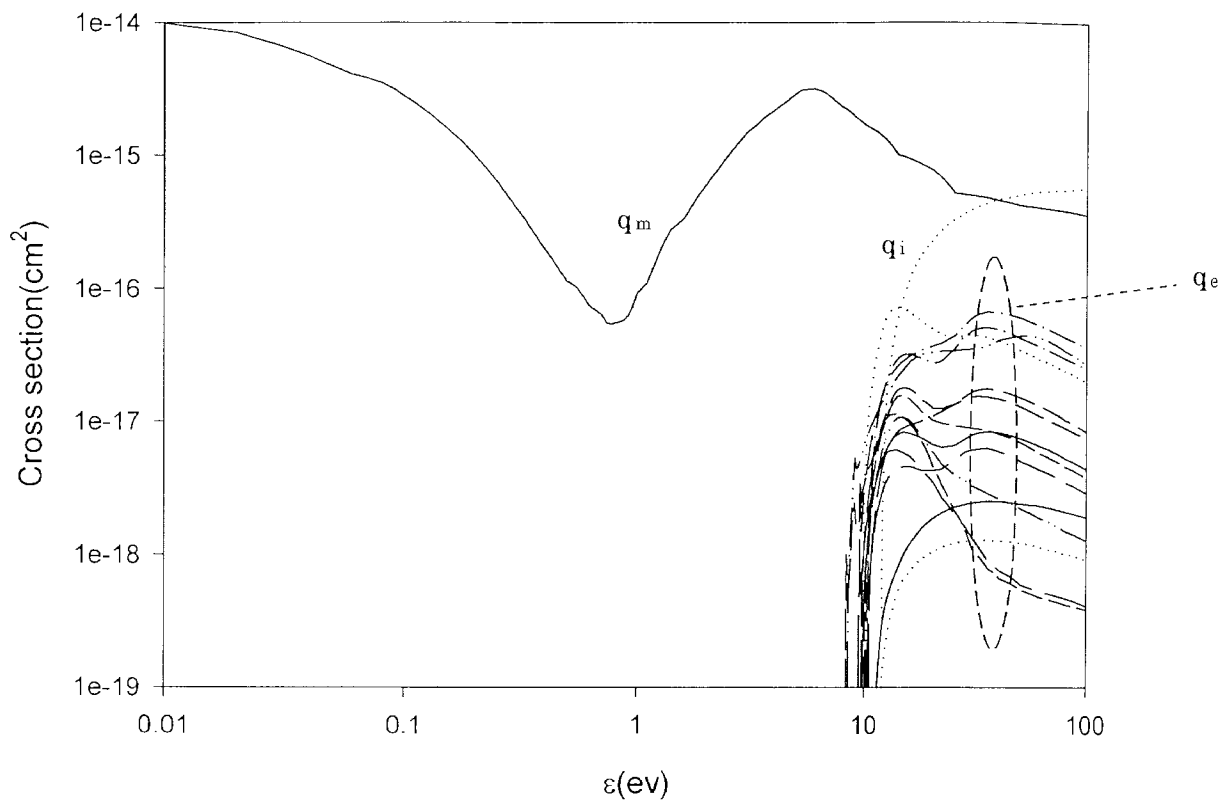 1e-14
1e-15
1e-16
1e-17
1e-18
1e-19
Cross section(cm²)
qm
qi
qe
0.01
0.1
1
10
100
ε(ev)